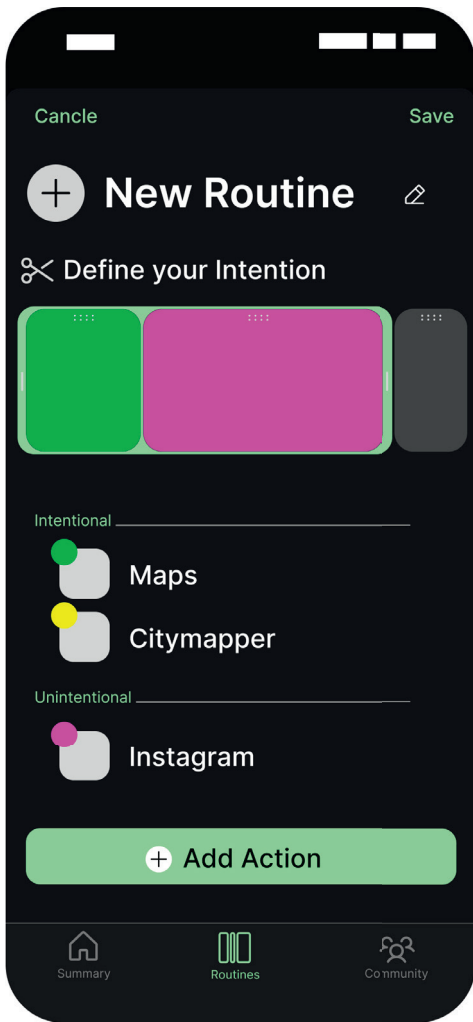 Cancle
Save
New Routine
Define your Intention
Intentional
Maps
Citymapper
Unintentional
Instagram
Add Action
Summary
Routines
Community